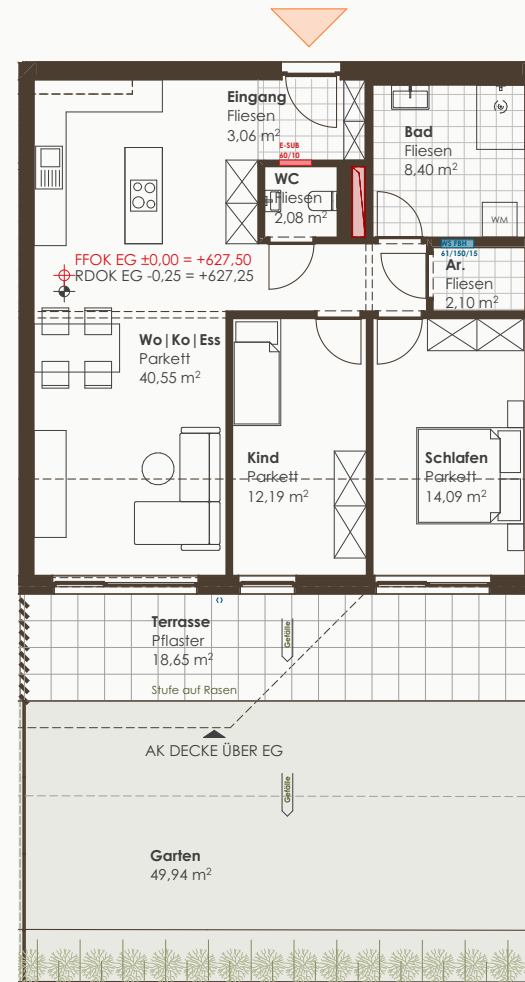 Eingang
Fliesen
3,06 m²
E-SUB
60/10
Bad
Fliesen
8,40 m²
WC
Fliesen
2,08 m²
WM
WS FBH
61/150/15
Ar.
Fliesen
2,10 m²
FFOK EG ±0,00 = +627,50
RDOK EG -0,25 = +627,25
Wo|Ko|Ess
Parkett
40,55 m²
Kind
Parkett
12,19 m²
Schlafen
Parkett
14,09 m²
Terrasse
Pflaster
18,65 m²
Gefälle
Stufe auf Rasen
AK DECKE ÜBER EG
Gefälle
Garten
49,94 m²